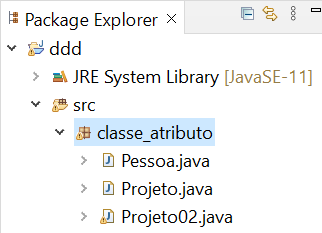 Package Explorer
ddd
JRE System Library [JavaSE-11]
src
classe_atributo
Pessoa.java
Projeto.java
Projeto02.java